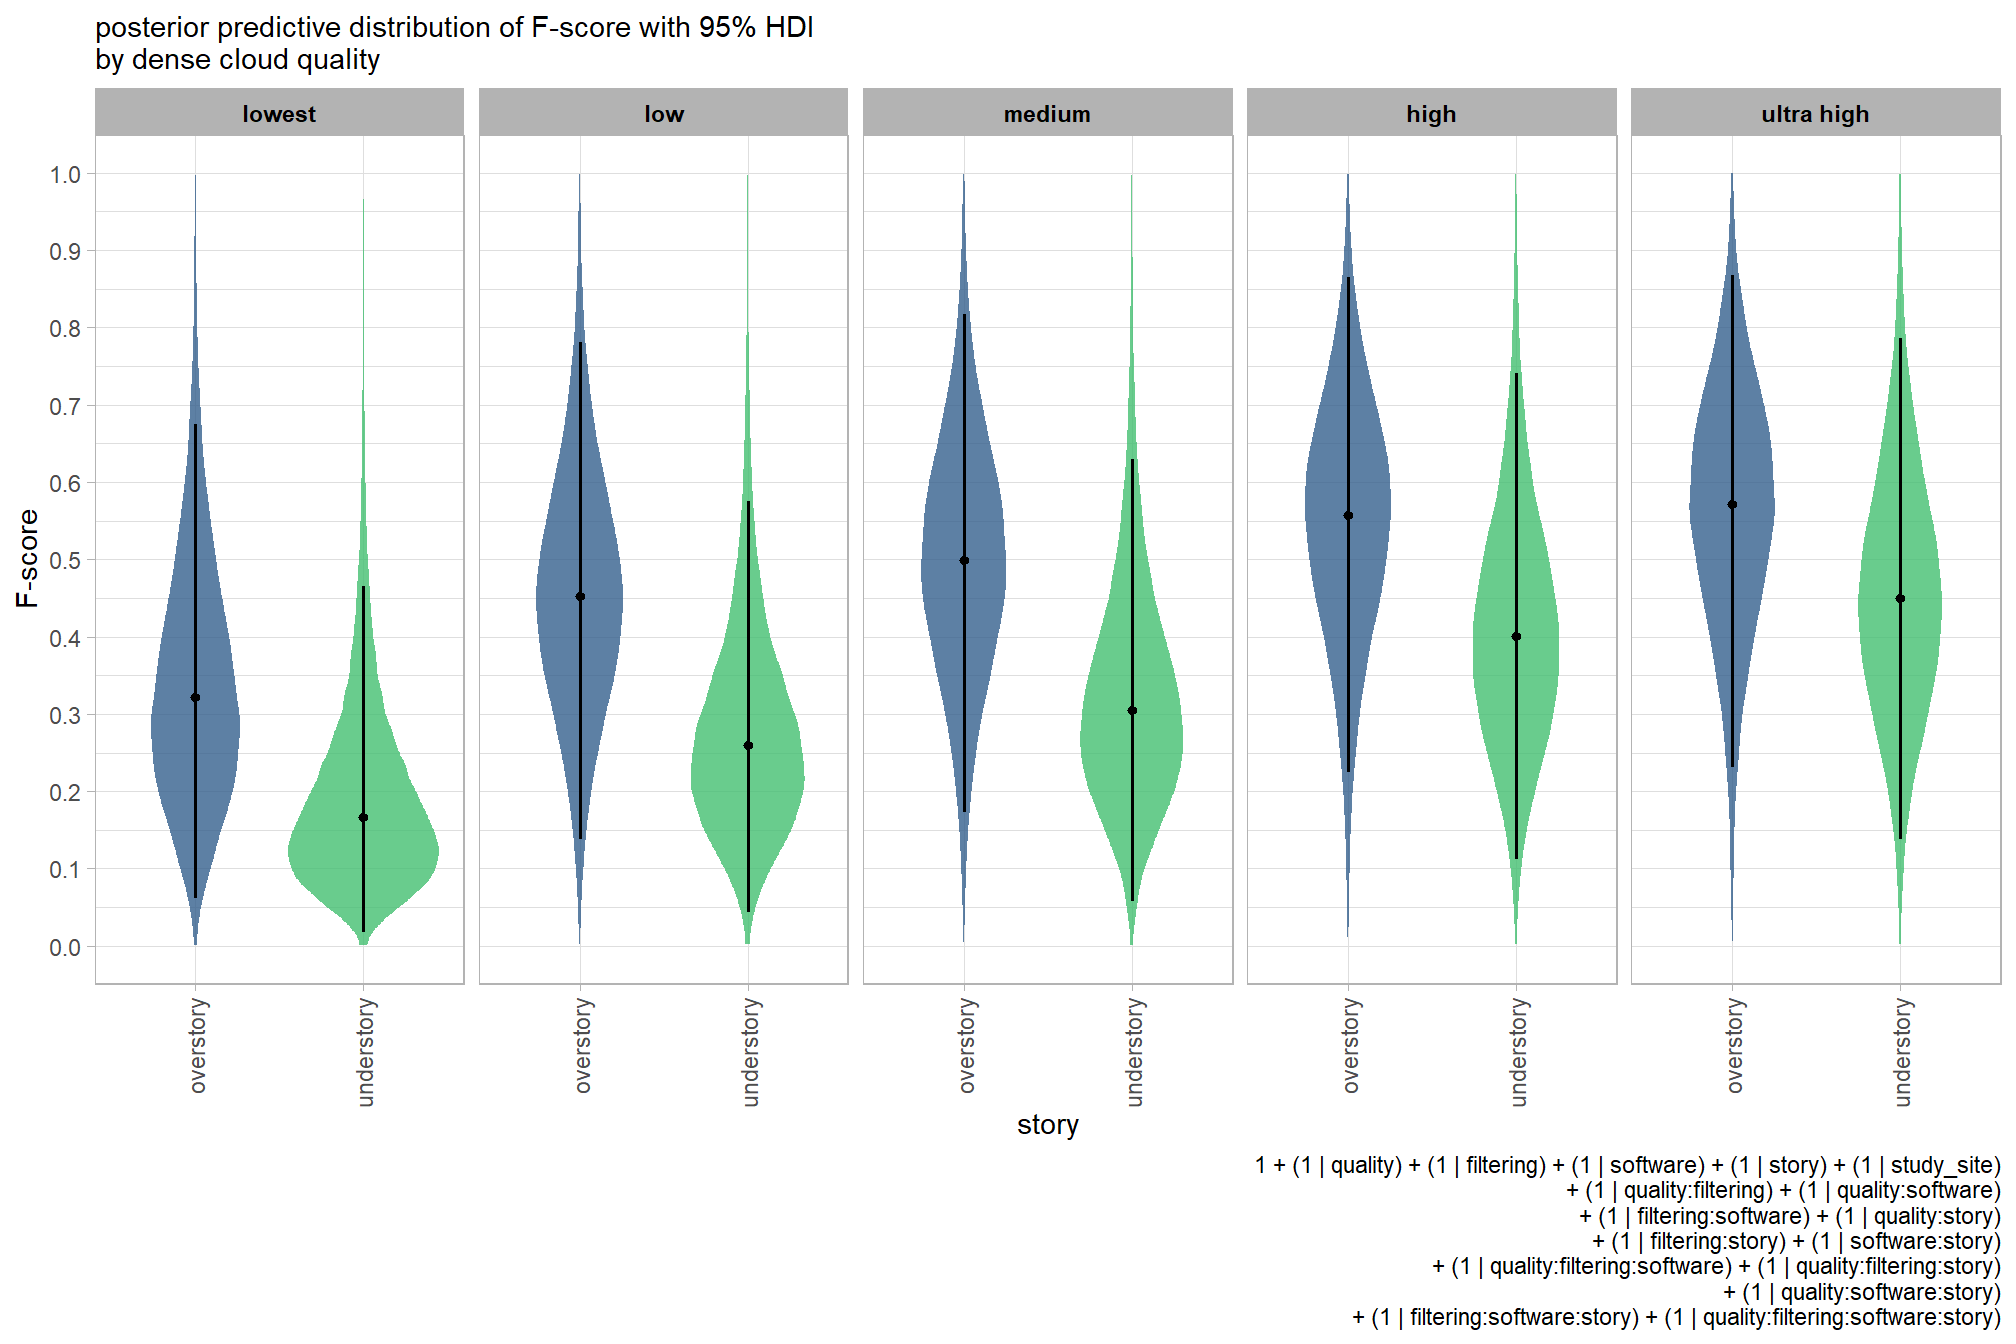 posterior predictive distribution of F-score with 95% HDI
by dense cloud quality
lowest
low
medium
high
ultra high
F-score
1.0
0.9
0.8
0.7
0.6
0.5
0.4
0.3
0.2
0.1
0.0
overstory
understory
overstory
understory
overstory
understory
overstory
understory
overstory
understory
story
1 + (1 | quality) + (1 | filtering) + (1 | software) + (1 | story) + (1 | study_site)
+ (1 | quality:filtering) + (1 | quality:software)
+ (1 | filtering:software) + (1 | quality:story)
+ (1 | filtering:story) + (1 | software:story)
+ (1 | quality:filtering:software) + (1 | quality:filtering:story)
+ (1 | quality:software:story)
+ (1 | filtering:software:story) + (1 | quality:filtering:software:story)